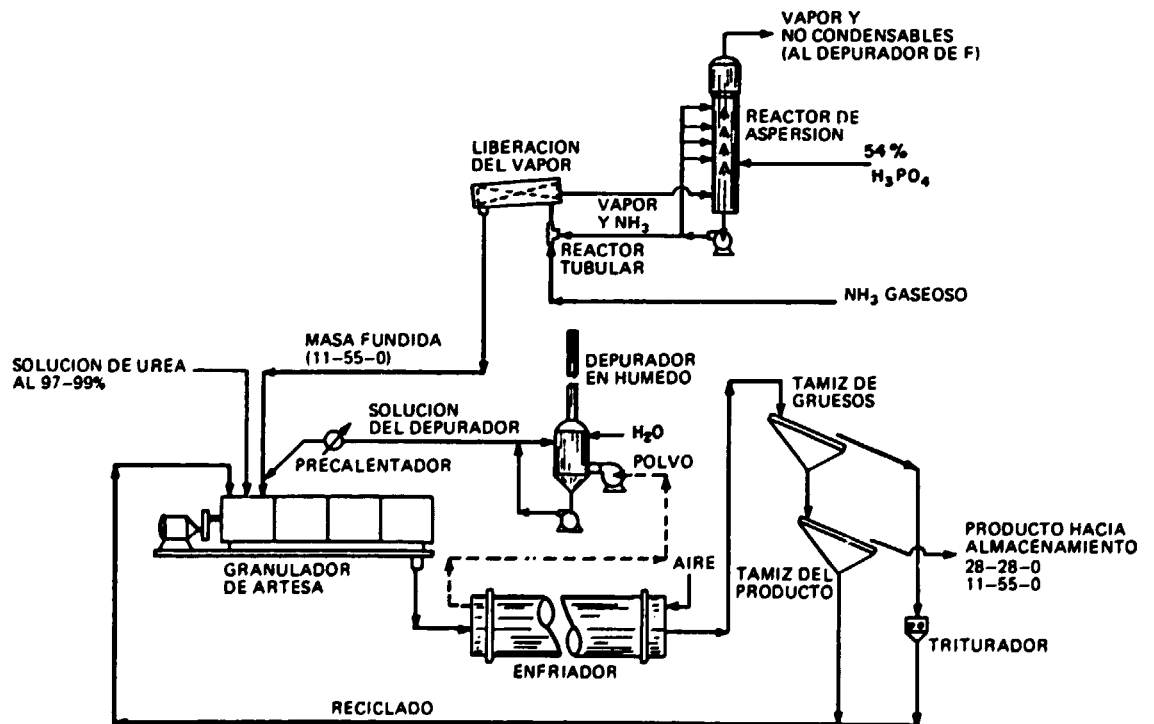 VAPOR Y
NO CONDENSABLES
(AL DEPURADOR DE F)
REACTOR DE
ASPERSION
54%
H₃PO₄
LIBERACION
DEL VAPOR
VAPOR
Y NH₃
REACTOR
TUBULAR
NH₃ GASEOSO
MASA FUNDIDA
(11-55-0)
SOLUCION DE UREA
AL 97-99%
DEPURADOR
EN HUMEDO
SOLUCION
DEL DEPURADOR
H₂O
POLVO
PRECALENTADOR
TAMIZ DE
GRUESOS
GRANULADOR
DE ARTESA
AIRE
TAMIZ DEL
PRODUCTO
PRODUCTO HACIA
ALMACENAMIENTO
28-28-0
11-55-0
ENFRIADOR
TRITURADOR
RECICLADO